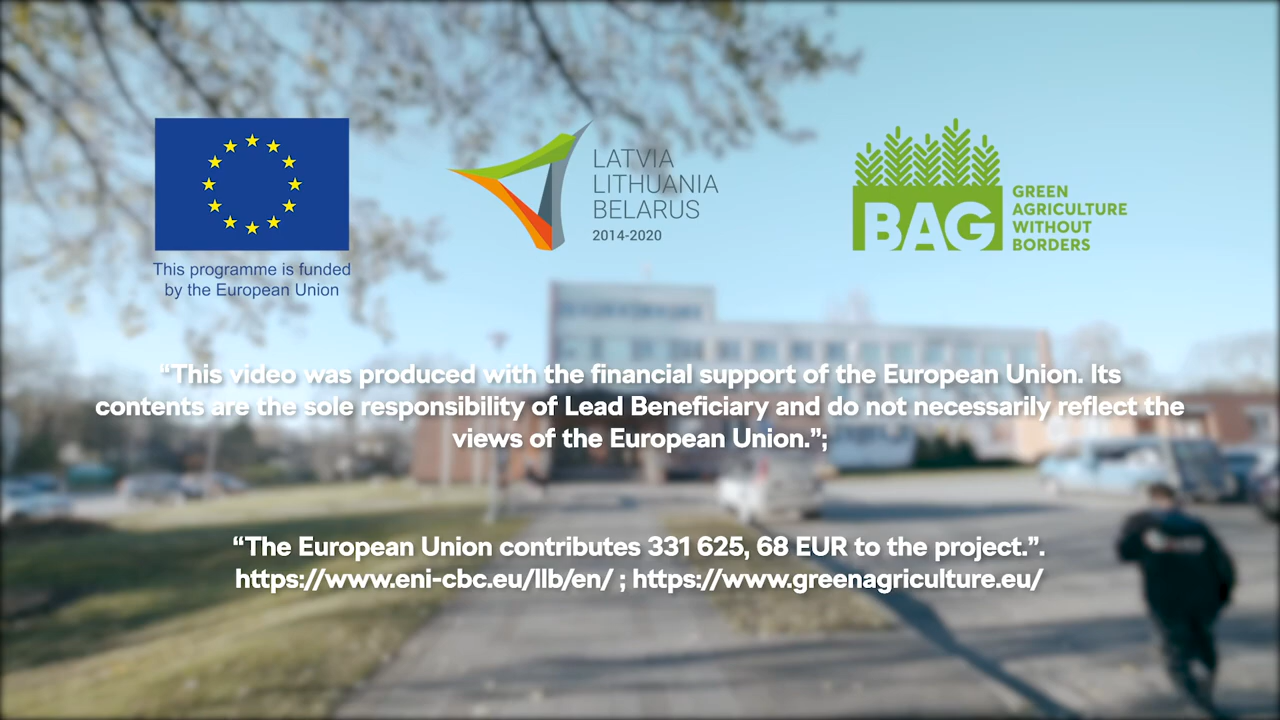 This programme is funded
by the European Union
LATVIA
LITHUANIA
BELARUS
2014-2020
BAG
GREEN
AGRICULTURE
WITHOUT
BORDERS
“This video was produced with the financial support of the European Union. Its
contents are the sole responsibility of Lead Beneficiary and do not necessarily reflect the
views of the European Union.”;
“The European Union contributes 331 625, 68 EUR to the project.”.
https://www.eni-cbc.eu/llb/en/ ; https://www.greenagriculture.eu/